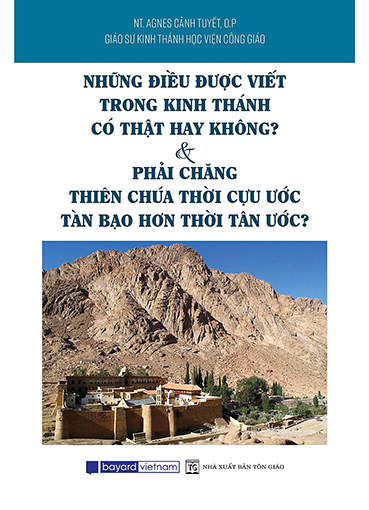 NT. AGNES CẢNH TUYẾT, O.P
GIÁO SƯ KINH THÁNH HỌC VIỆN CÔNG GIÁO
NHỮNG ĐIỀU ĐƯỢC VIẾT
TRONG KINH THÁNH
CÓ THẬT HAY KHÔNG?
&
PHẢI CHĂNG
THIÊN CHÚA THỜI CỰU ƯỚC
TÀN BẠO HƠN THỜI TÂN ƯỚC?
bayard vietnam
TG NHÀ XUẤT BẢN TÔN GIÁO